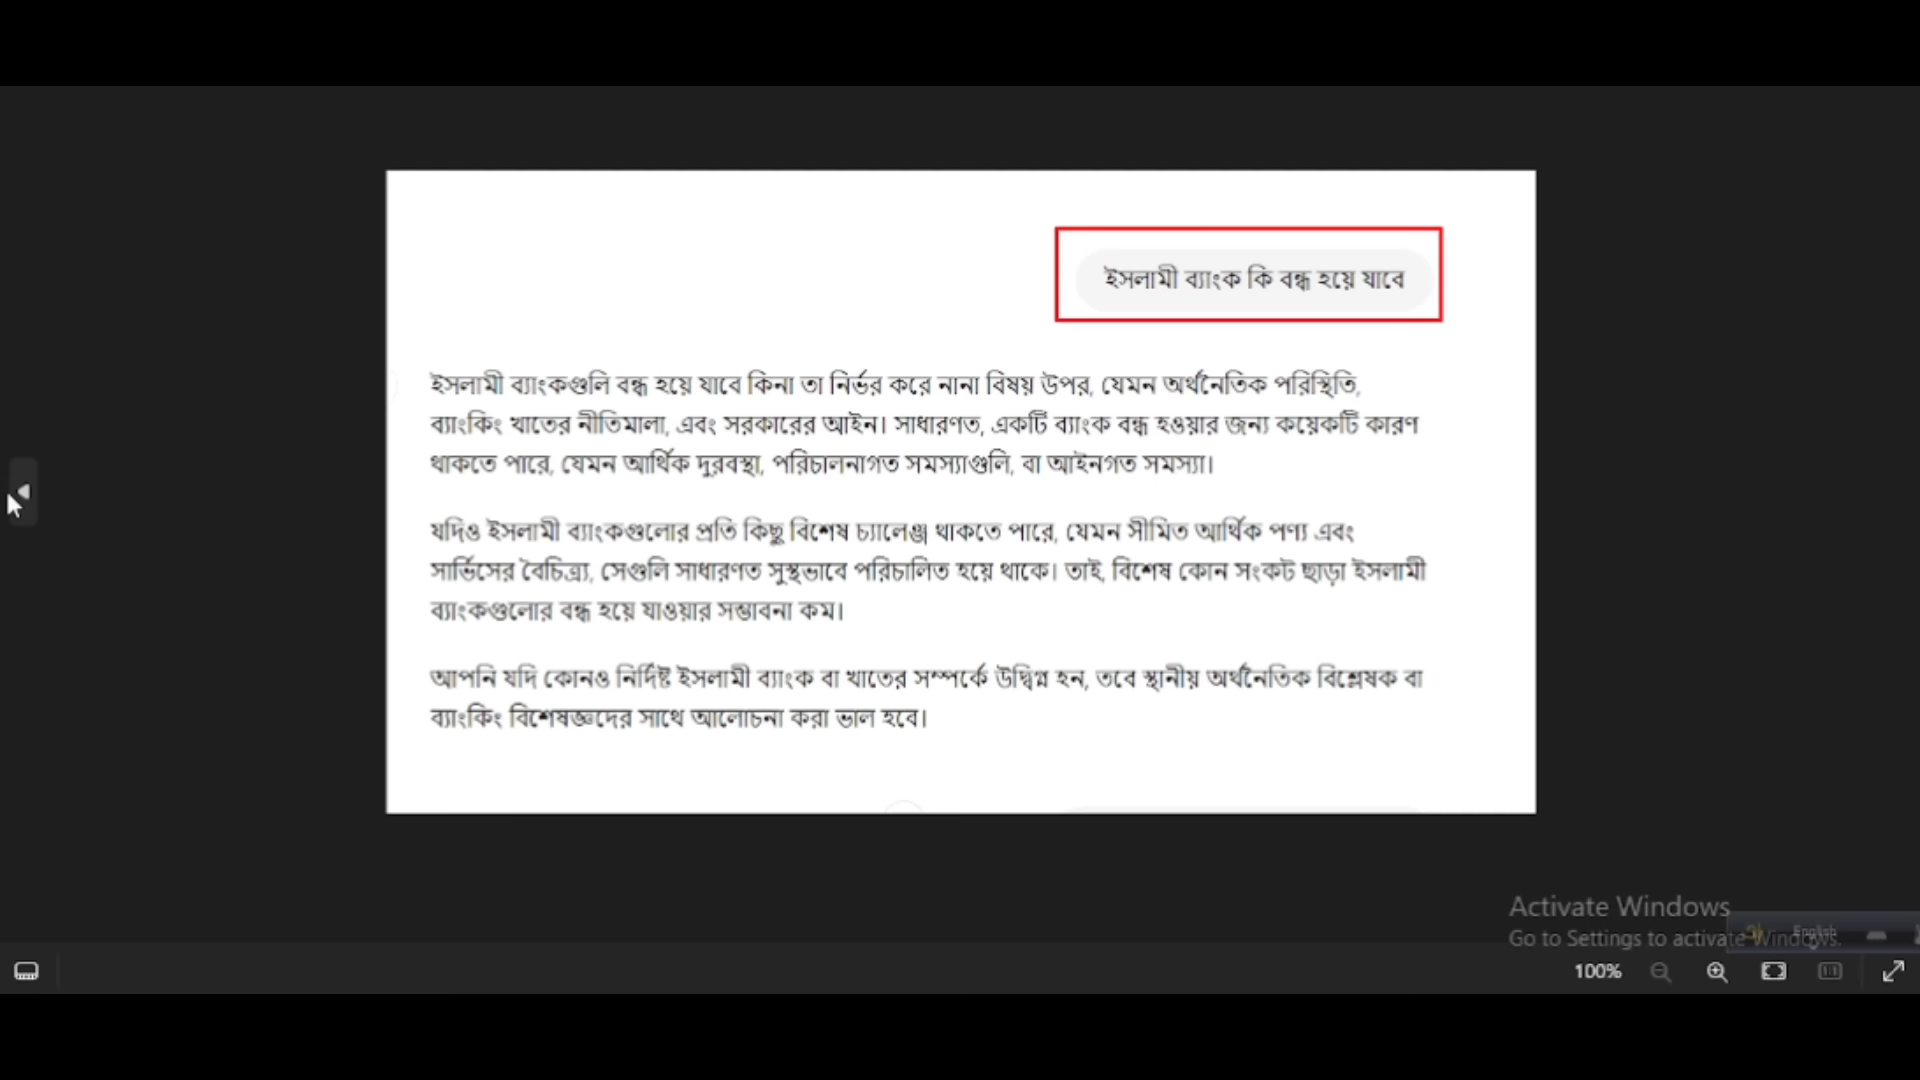 ইসলামী ব্যাংক কি বন্ধ হয়ে যাবে
ইসলামী ব্যাংকগুলি বন্ধ হয়ে যাবে কিনা তা নির্ভর করে নানা বিষয় উপর, যেমন অর্থনৈতিক পরিস্থিতি,
ব্যাংকিং খাতের নীতিমালা, এবং সরকারের আইন। সাধারণত, একটি ব্যাংক বন্ধ হওয়ার জন্য কয়েকটি কারণ
থাকতে পারে, যেমন আর্থিক দুরবস্থা, পরিচালনাগত সমস্যাগুলি, বা আইনগত সমস্যা।
যদিও ইসলামী ব্যাংকগুলোর প্রতি কিছু বিশেষ চ্যালেঞ্জ থাকতে পারে, যেমন সীমিত আর্থিক পণ্য এবং
সার্ভিসের বৈচিত্র্য, সেগুলি সাধারণত সুস্থভাবে পরিচালিত হয়ে থাকে। তাই, বিশেষ কোন সংকট ছাড়া ইসলামী
ব্যাংকগুলোর বন্ধ হয়ে যাওয়ার সম্ভাবনা কম।
আপনি যদি কোনও নির্দিষ্ট ইসলামী ব্যাংক বা খাতের সম্পর্কে উদ্বিগ্ন হন, তবে স্থানীয় অর্থনৈতিক বিশ্লেষক বা
ব্যাংকিং বিশেষজ্ঞদের সাথে আলোচনা করা ভাল হবে।
Activate Windows
Go to Settings to activate Windows.
English
100%